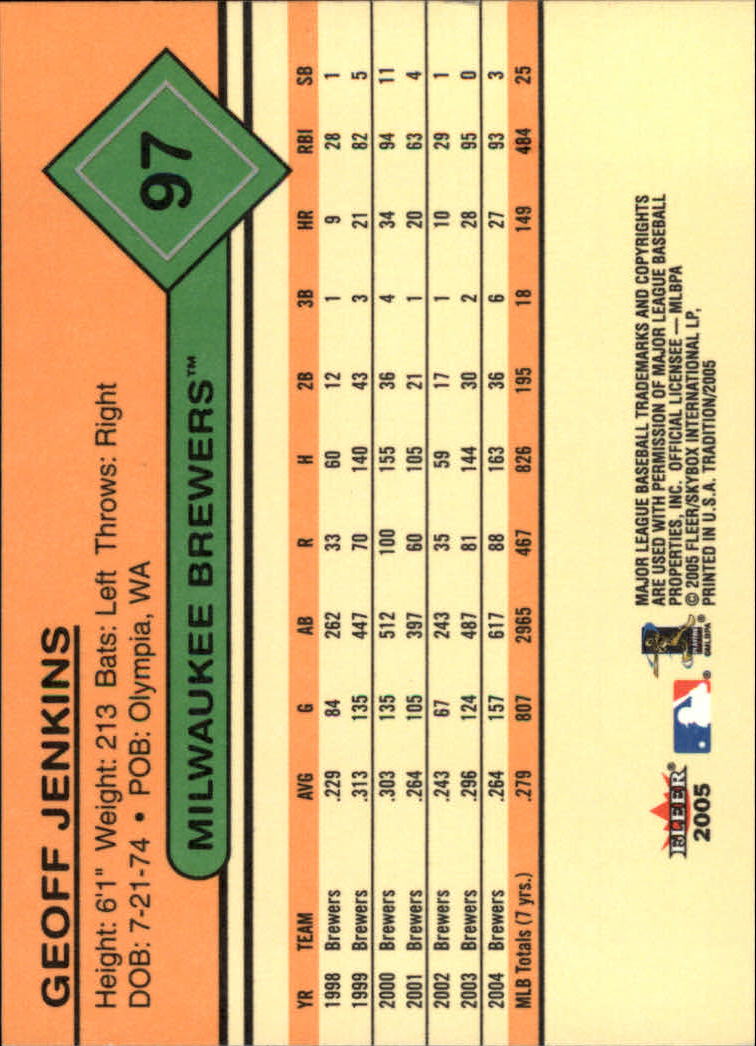 GEOFF JENKINS
Height: 6'1" Weight: 213 Bats: Left Throws: Right
DOB: 7-21-74 • POB: Olympia, WA
97
MILWAUKEE BREWERS™
YR TEAM AVG G AB R H 2B 3B HR RBI SB
1998 Brewers .229 84 262 33 60 12 1 9 28 1
1999 Brewers .313 135 447 70 140 43 3 21 82 5
2000 Brewers .303 135 512 100 155 36 4 34 94 11
2001 Brewers .264 105 397 60 105 21 1 20 63 4
2002 Brewers .243 67 243 35 59 17 1 10 29 1
2003 Brewers .296 124 487 81 144 30 2 28 95 0
2004 Brewers .264 157 617 88 163 36 6 27 93 3
MLB Totals (7 yrs.) .279 807 2965 467 826 195 18 149 484 25
FLEER®
2005
MAJOR LEAGUE BASEBALL TRADEMARKS AND COPYRIGHTS
ARE USED WITH PERMISSION OF MAJOR LEAGUE BASEBALL
PROPERTIES, INC. OFFICIAL LICENSEE — MLBPA
© 2005 FLEER/SKYBOX INTERNATIONAL LP,
PRINTED IN U.S.A. TRADITION/2005
©MLBPA